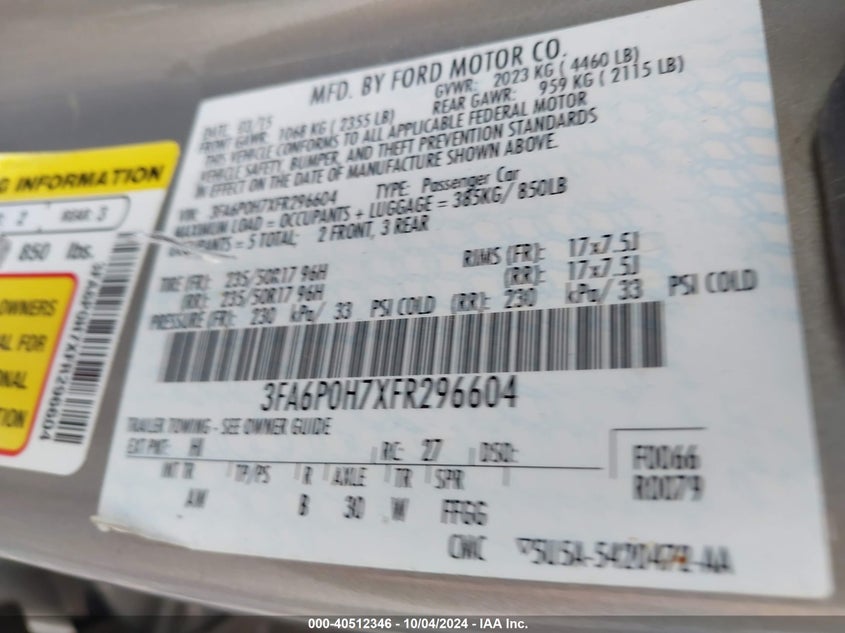 MFD. BY FORD MOTOR CO.
DATE: 03/15 GVWR: 2023 KG ( 4460 LB)
FRONT GAWR: 1068 KG ( 2355 LB) REAR GAWR: 959 KG ( 2115 LB)
THIS VEHICLE CONFORMS TO ALL APPLICABLE FEDERAL MOTOR
VEHICLE SAFETY, BUMPER, AND THEFT PREVENTION STANDARDS
IN EFFECT ON THE DATE OF MANUFACTURE SHOWN ABOVE.
VIN: 3FA6P0H7XFR296604 TYPE: Passenger Car
MAXIMUM LOAD = OCCUPANTS + LUGGAGE = 385KG/ 850LB
OCCUPANTS = 5 TOTAL; 2 FRONT, 3 REAR
TIRE (FR): 235/50R17 96H RIMS (FR): 17x7.5J
(RR): 235/50R17 96H (RR): 17x7.5J
PRESSURE (FR): 230 kPa/ 33 PSI COLD (RR): 230 kPa/ 33 PSI COLD
3FA6P0H7XFR296604
TRAILER TOWING - SEE OWNER GUIDE
EXT PNT: HI RC: 27 DSO: F0066
INT TR TP/PS R AXLE TR SPR R0079
AW B 30 W FFGG
CWC
INFORMATION
: 2 REAR: 3
850 lbs.
OWNERS
AL FOR
ONAL
TION
3FA6P0H7XFR296604
000-40512346 - 10/04/2024 - IAA Inc.